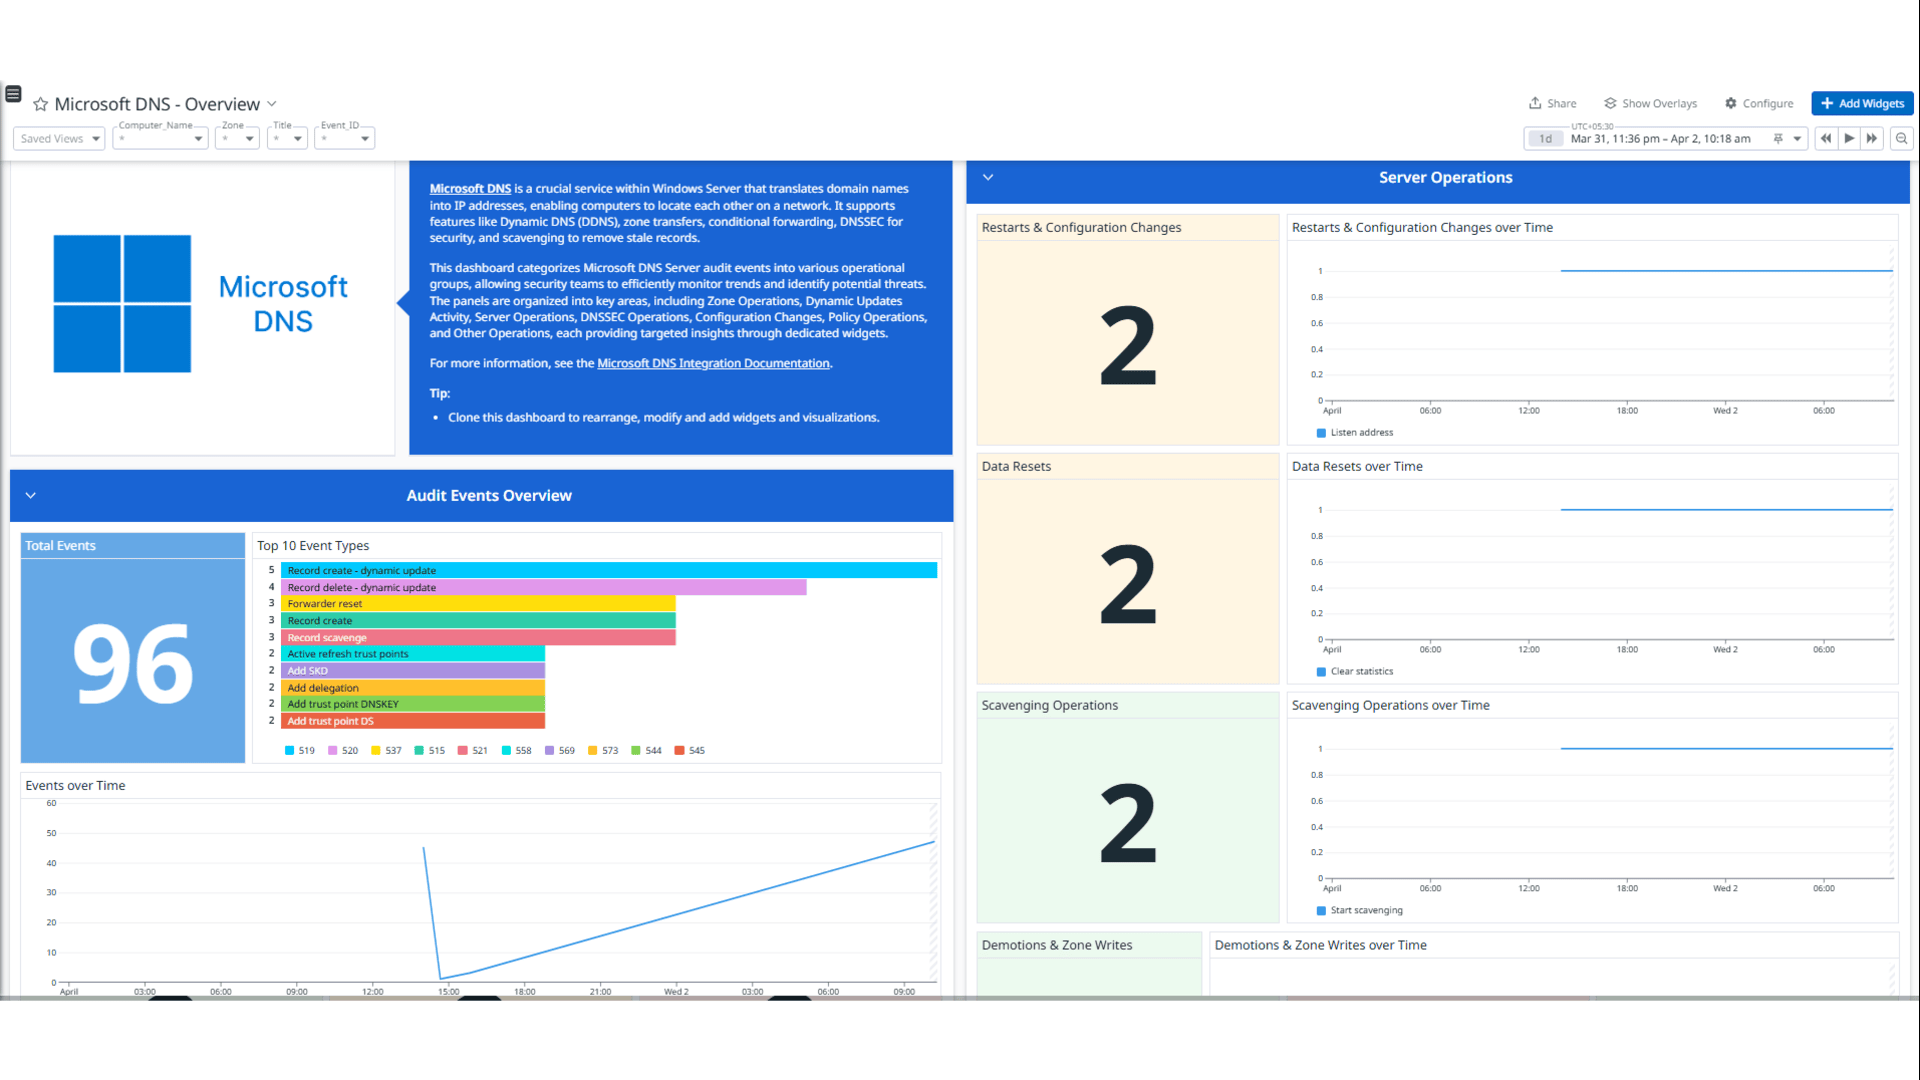 Microsoft DNS - Overview
Share
Show Overlays
Configure
+ Add Widgets
Saved Views
Computer_Name
*
Zone
*
Title
*
Event_ID
*
UTC+05:30
1d
Mar 31, 11:36 pm – Apr 2, 10:18 am
Microsoft
DNS
Microsoft DNS is a crucial service within Windows Server that translates domain names
into IP addresses, enabling computers to locate each other on a network. It supports
features like Dynamic DNS (DDNS), zone transfers, conditional forwarding, DNSSEC for
security, and scavenging to remove stale records.
This dashboard categorizes Microsoft DNS Server audit events into various operational
groups, allowing security teams to efficiently monitor trends and identify potential threats.
The panels are organized into key areas, including Zone Operations, Dynamic Updates
Activity, Server Operations, DNSSEC Operations, Configuration Changes, Policy Operations,
and Other Operations, each providing targeted insights through dedicated widgets.
For more information, see the Microsoft DNS Integration Documentation.
Tip:
• Clone this dashboard to rearrange, modify and add widgets and visualizations.
Audit Events Overview
Total Events
96
Top 10 Event Types
5 Record create - dynamic update
4 Record delete - dynamic update
3 Forwarder reset
3 Record create
3 Record scavenge
2 Active refresh trust points
2 Add SKD
2 Add delegation
2 Add trust point DNSKEY
2 Add trust point DS
519 520 537 515 521 558 569 573 544 545
Events over Time
60
50
40
30
20
10
0
April 03:00 06:00 09:00 12:00 15:00 18:00 21:00 Wed 2 03:00 06:00 09:00
Server Operations
Restarts & Configuration Changes
2
Restarts & Configuration Changes over Time
1
0.8
0.6
0.4
0.2
0
April 06:00 12:00 18:00 Wed 2 06:00
Listen address
Data Resets
2
Data Resets over Time
1
0.8
0.6
0.4
0.2
0
April 06:00 12:00 18:00 Wed 2 06:00
Clear statistics
Scavenging Operations
2
Scavenging Operations over Time
1
0.8
0.6
0.4
0.2
0
April 06:00 12:00 18:00 Wed 2 06:00
Start scavenging
Demotions & Zone Writes
Demotions & Zone Writes over Time